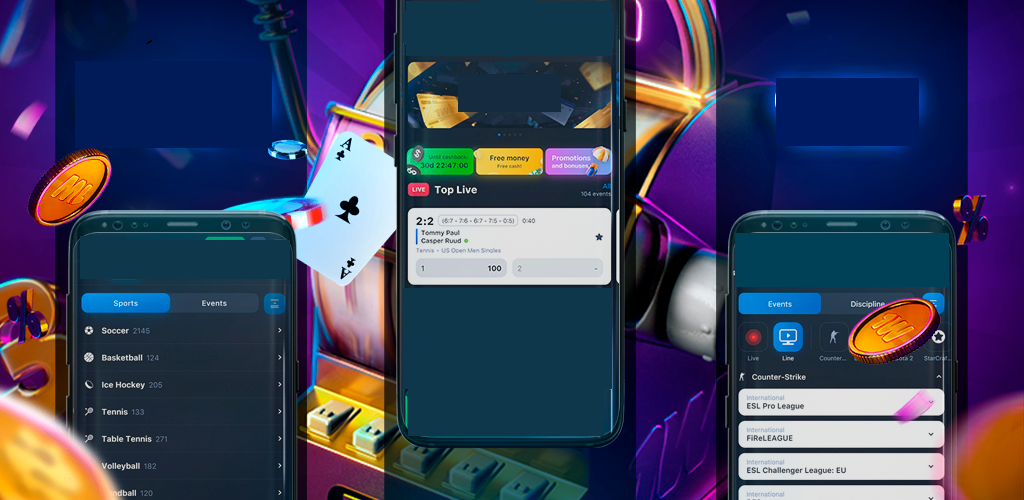 A
A
Until cashback:
30d 22:47:00
Free money
Free cash!
Promotions
and bonuses
LIVE
Top Live
All
104 events
2:2
(6:7 • 7:6 • 6:7 • 7:5 • 0:5)
0:40
Tommy Paul
Casper Ruud
Tennis • US Open Men Singles
1
100
2
-
Sports
Events
Soccer 2145
Basketball 124
Ice Hockey 205
Tennis 133
Table Tennis 271
Volleyball 182
ndball 120
Events
Discipline
1W
Live
Line
Counter...
ota 2
StarCraf
Counter-Strike
International
ESL Pro League
International
FiReLEAGUE
International
ESL Challenger League: EU
International
%
%